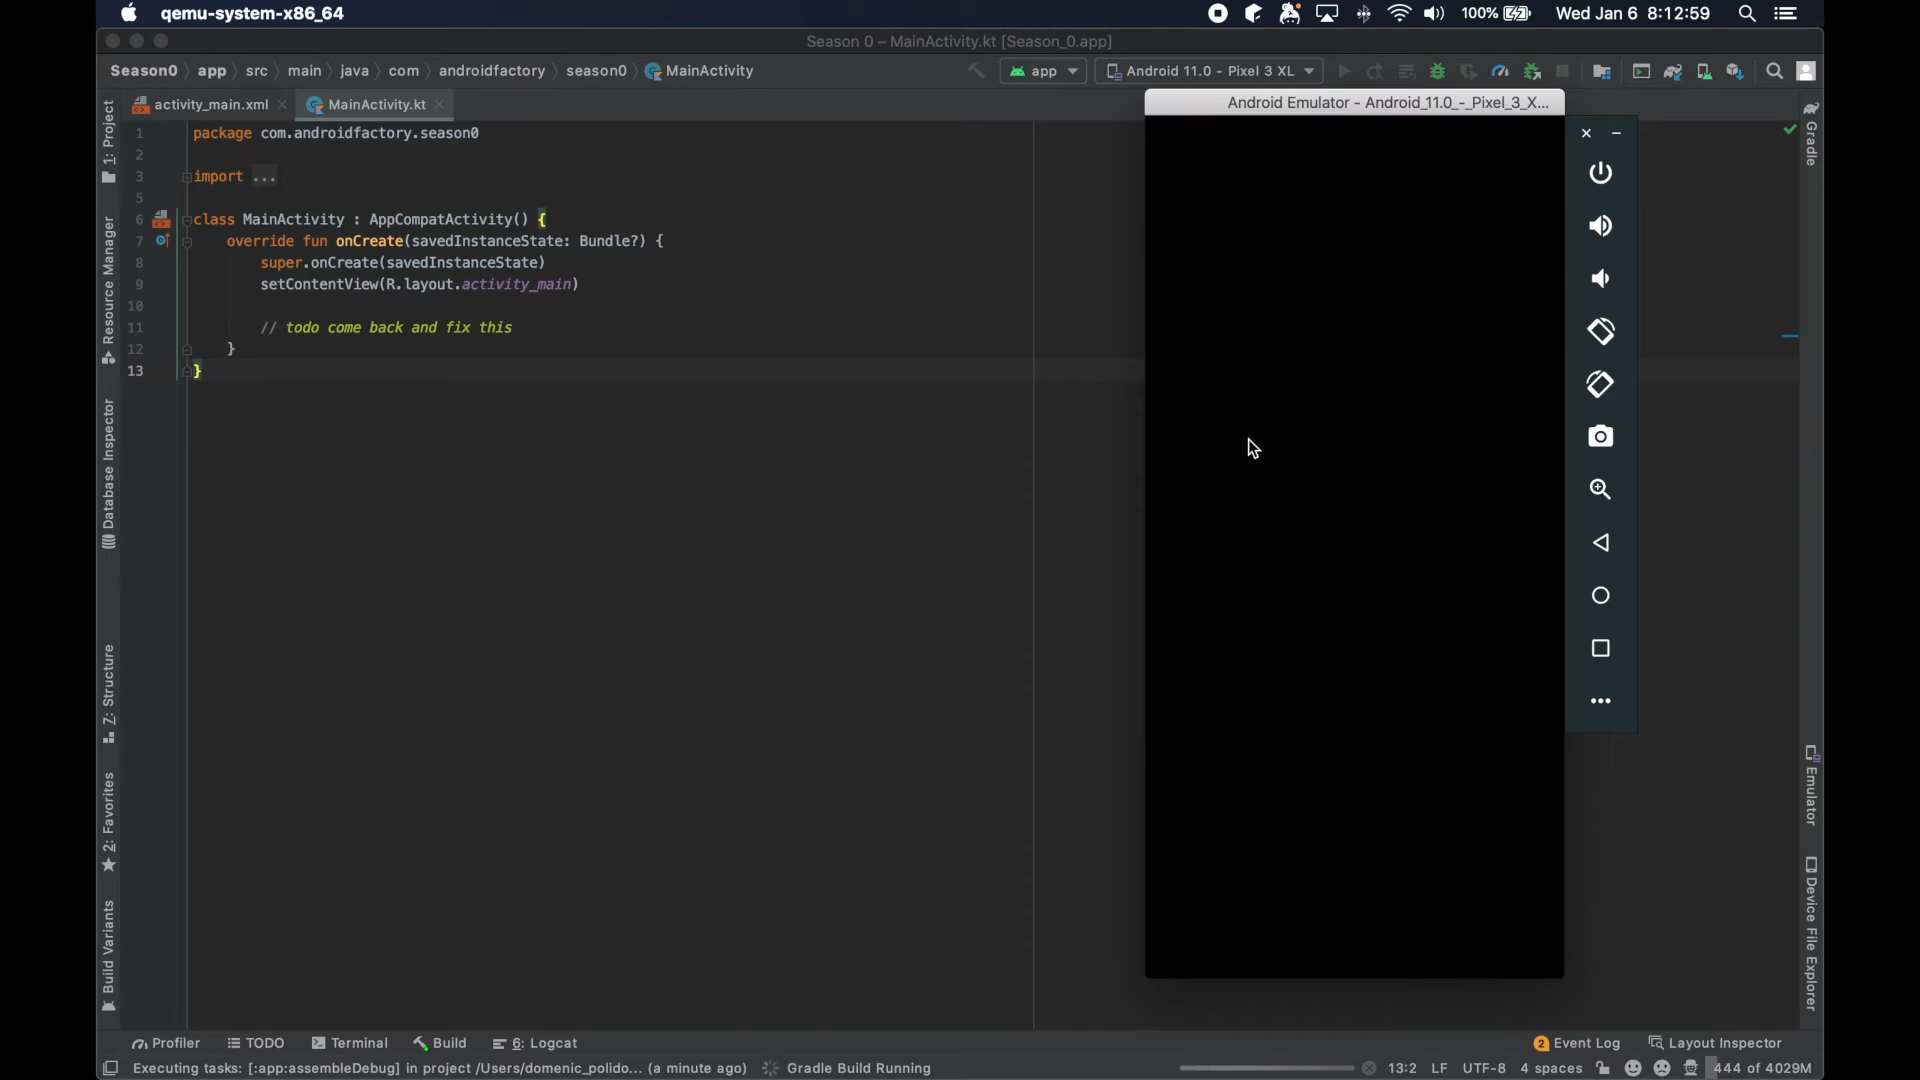 qemu-system-x86_64
100%
Wed Jan 6 8:12:59
Season 0 – MainActivity.kt [Season_0.app]
Season0 app src main java com androidfactory season0 MainActivity
app
Android 11.0 - Pixel 3 XL
activity_main.xml
MainActivity.kt
Android Emulator - Android_11.0_-_Pixel_3_X...
1 package com.androidfactory.season0
2
3 import ...
5
6 class MainActivity : AppCompatActivity() {
7 override fun onCreate(savedInstanceState: Bundle?) {
8 super.onCreate(savedInstanceState)
9 setContentView(R.layout.activity_main)
10
11 // todo come back and fix this
12 }
13 }
1: Project
Resource Manager
Database Inspector
Z: Structure
2: Favorites
Build Variants
Gradle
Emulator
Device File Explorer
Profiler
TODO
Terminal
Build
6: Logcat
2 Event Log
Layout Inspector
Executing tasks: [:app:assembleDebug] in project /Users/domenic_polido... (a minute ago)
Gradle Build Running
13:2 LF UTF-8 4 spaces
444 of 4029M